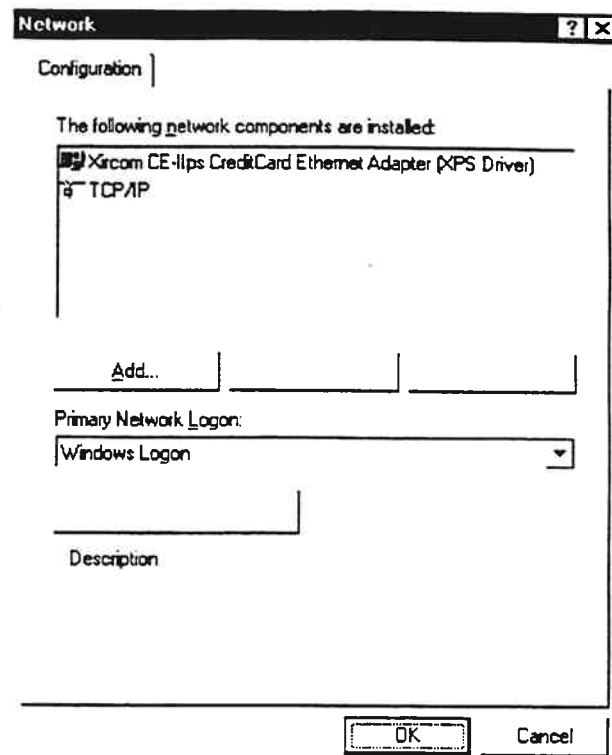 Network
Configuration
The following network components are installed:
Xircom CE-IIps CreditCard Ethernet Adapter (XPS Driver)
TCP/IP
Add...
Primary Network Logon:
Windows Logon
Description
OK Cancel